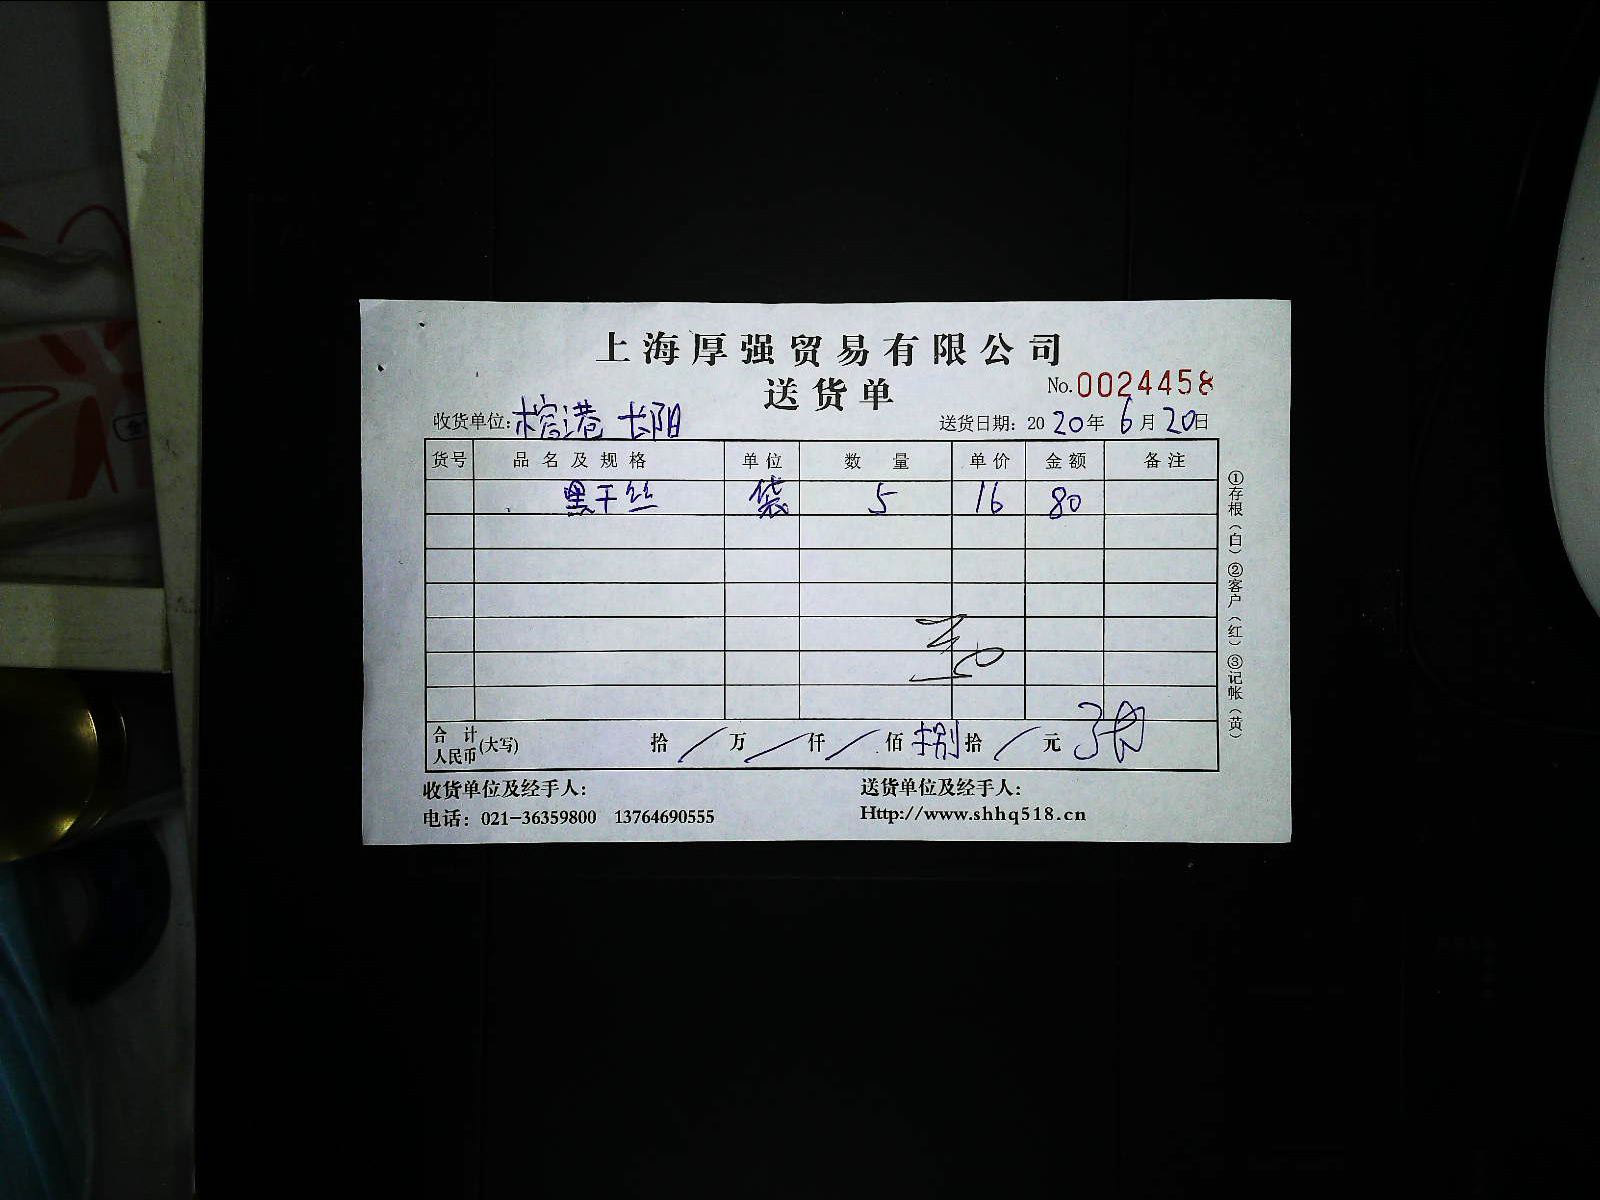 上海厚强贸易有限公司
送货单
No.0024458
收货单位:榕港 长阳 送货日期: 2020年6月20日
货号 品名及规格 单位 数量 单价 金额 备注
黑干丝 袋 5 16 80
合计人民币(大写) 拾/万/仟/佰捌拾/元
收货单位及经手人: 送货单位及经手人:
电话: 021-36359800 13764690555 Http://www.shhq518.cn
①存根(白)②客户(红)③记帐(黄)